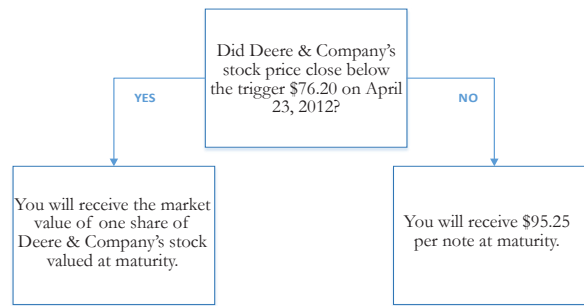 Did Deere & Company’s
stock price close below
the trigger $76.20 on April
23, 2012?
YES
NO
You will receive the market
value of one share of
Deere & Company’s stock
valued at maturity.
You will receive $95.25
per note at maturity.